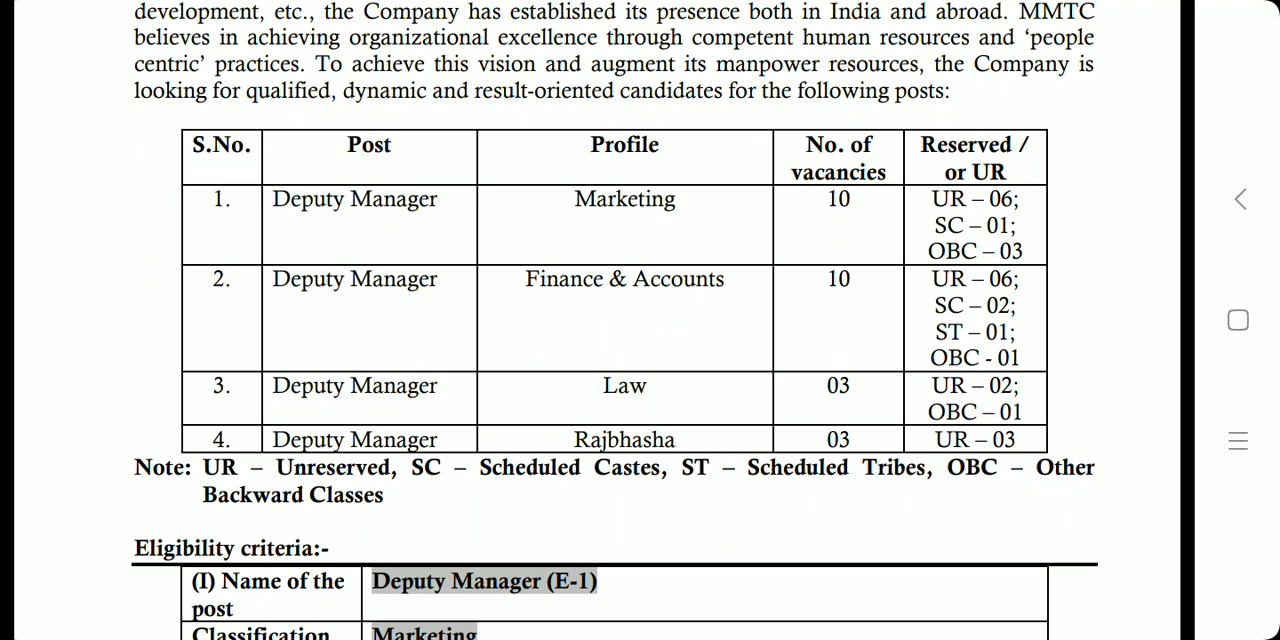 development, etc., the Company has established its presence both in India and abroad. MMTC
believes in achieving organizational excellence through competent human resources and ‘people
centric’ practices. To achieve this vision and augment its manpower resources, the Company is
looking for qualified, dynamic and result-oriented candidates for the following posts:
S.No. Post Profile No. of vacancies Reserved / or UR
1. Deputy Manager Marketing 10 UR – 06;
SC – 01;
OBC – 03
2. Deputy Manager Finance & Accounts 10 UR – 06;
SC – 02;
ST – 01;
OBC - 01
3. Deputy Manager Law 03 UR – 02;
OBC – 01
4. Deputy Manager Rajbhasha 03 UR – 03
Note: UR – Unreserved, SC – Scheduled Castes, ST – Scheduled Tribes, OBC – Other
Backward Classes
Eligibility criteria:-
(I) Name of the Deputy Manager (E-1)
post
Classification Marketing